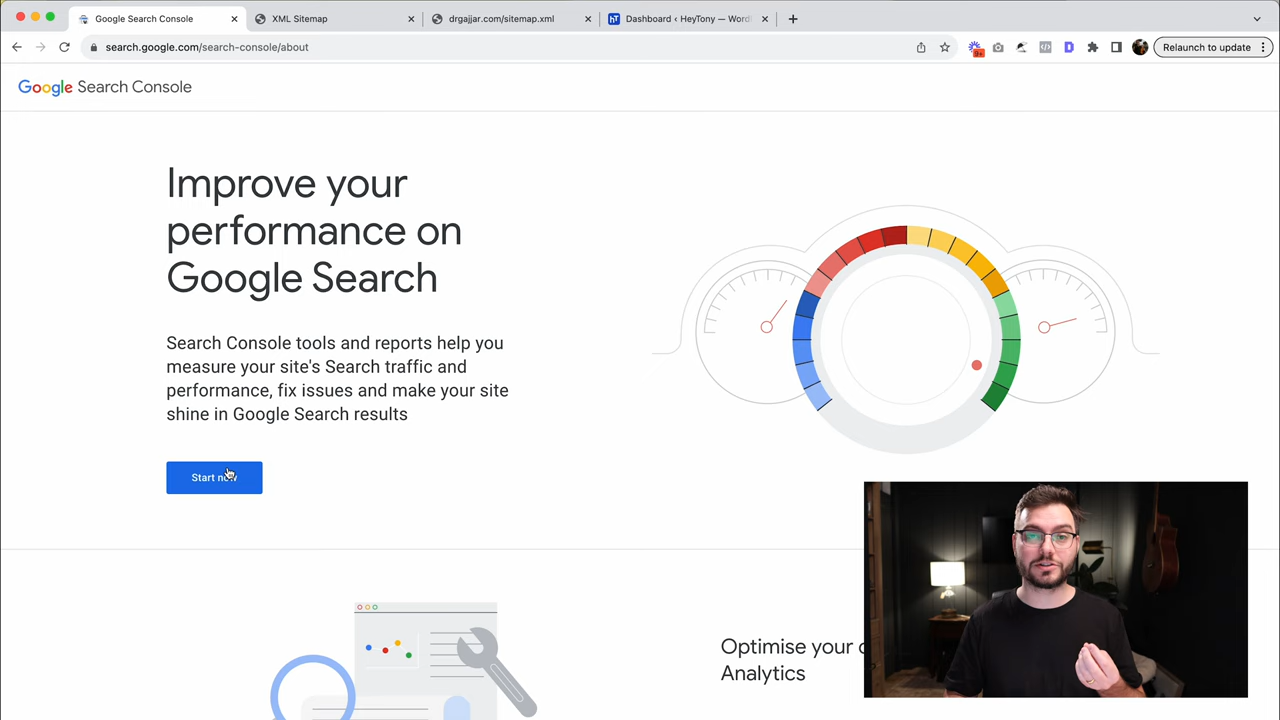 Google Search Console
XML Sitemap
drgajjar.com/sitemap.xml
Dashboard ‹ HeyTony — Word
search.google.com/search-console/about
Relaunch to update
Google Search Console
Improve your
performance on
Google Search
Search Console tools and reports help you
measure your site's Search traffic and
performance, fix issues and make your site
shine in Google Search results
Start now
Optimise your
Analytics